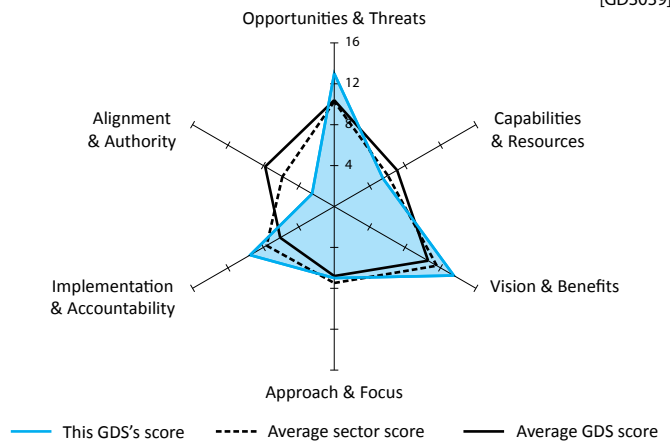 Opportunities & Threats
16
12
8
4
Alignment
& Authority
Capabilities
& Resources
Implementation
& Accountability
Vision & Benefits
Approach & Focus
This GDS’s score
Average sector score
Average GDS score